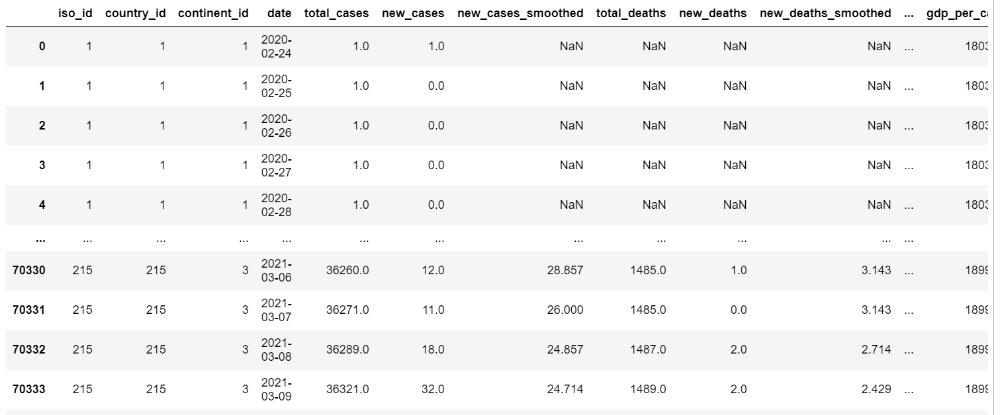 iso_id country_id continent_id date total_cases new_cases new_cases_smoothed total_deaths new_deaths new_deaths_smoothed ... gdp_per_ca
0 1 1 1 2020-02-24 1.0 1.0 NaN NaN NaN NaN ... 1803
1 1 1 1 2020-02-25 1.0 0.0 NaN NaN NaN NaN ... 1803
2 1 1 1 2020-02-26 1.0 0.0 NaN NaN NaN NaN ... 1803
3 1 1 1 2020-02-27 1.0 0.0 NaN NaN NaN NaN ... 1803
4 1 1 1 2020-02-28 1.0 0.0 NaN NaN NaN NaN ... 1803
... ... ... ... ... ... ... ... ... ... ... ...
70330 215 215 3 2021-03-06 36260.0 12.0 28.857 1485.0 1.0 3.143 ... 1899
70331 215 215 3 2021-03-07 36271.0 11.0 26.000 1485.0 0.0 3.143 ... 1899
70332 215 215 3 2021-03-08 36289.0 18.0 24.857 1487.0 2.0 2.714 ... 1899
70333 215 215 3 2021-03-09 36321.0 32.0 24.714 1489.0 2.0 2.429 ... 1899